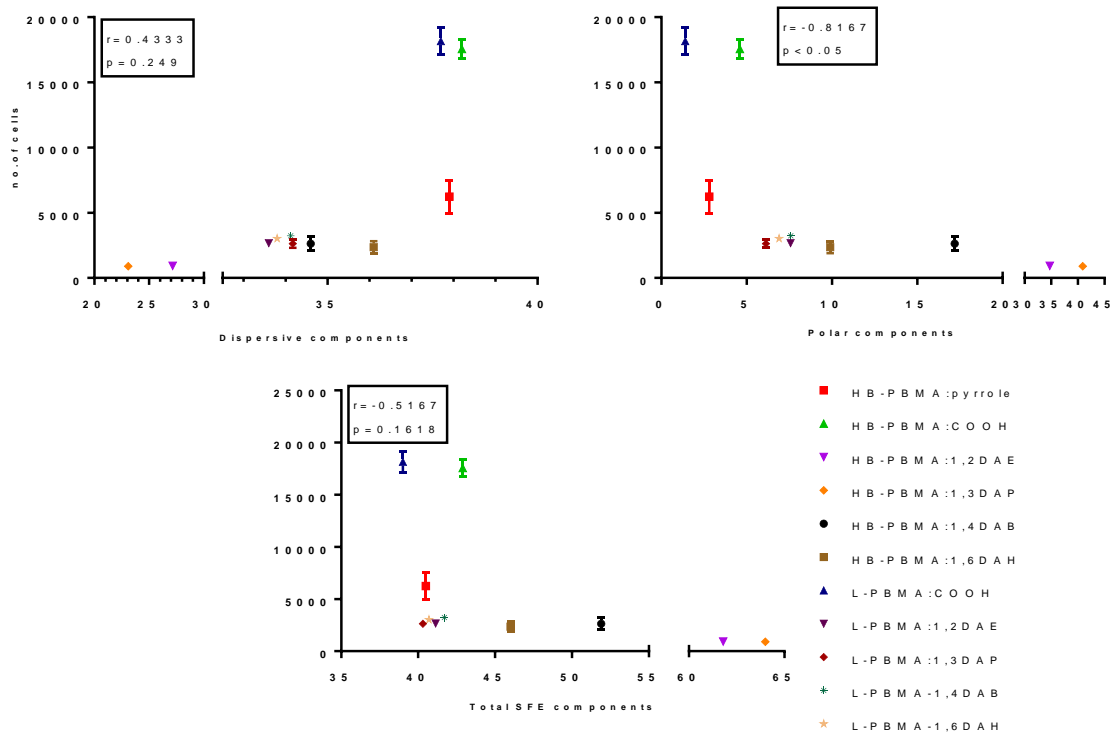 r=0.4333
p=0.249
no.of cells
20000
15000
10000
5000
0
20 25 30 35 40
Dispersive components
r=-0.8167
p<0.05
20000
15000
10000
5000
0
0 5 10 15 20 30 35 40 45
Polar components
r=-0.5167
p=0.1618
25000
20000
15000
10000
5000
0
35 40 45 50 55 60 65
Total SFE components
HB-PBMA:pyrrole
HB-PBMA:COOH
HB-PBMA:1,2DAE
HB-PBMA:1,3DAP
HB-PBMA:1,4DAB
HB-PBMA:1,6DAH
L-PBMA:COOH
L-PBMA:1,2DAE
L-PBMA:1,3DAP
L-PBMA-1,4DAB
L-PBMA-1,6DAH